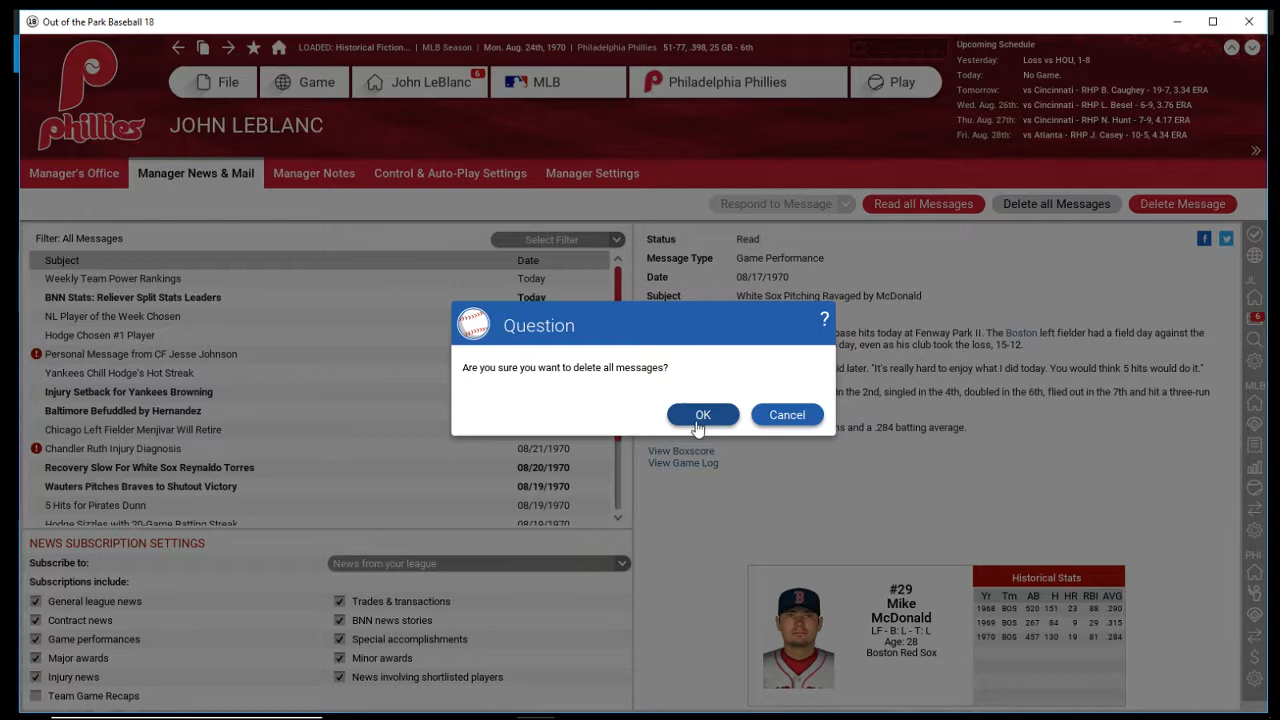 Out of the Park Baseball 18
LOADED: Historical Fiction... | MLB Season | Mon. Aug. 24th, 1970 | Philadelphia Phillies 51-77, .398, 25 GB - 6th
Upcoming Schedule
Yesterday: Loss vs HOU, 1-8
Today: No Game.
Tomorrow: vs Cincinnati - RHP B. Caughey - 19-7, 3.34 ERA
Wed. Aug. 26th: vs Cincinnati - RHP L. Besel - 6-9, 3.76 ERA
Thu. Aug. 27th: vs Cincinnati - RHP N. Hunt - 7-9, 4.17 ERA
Fri. Aug. 28th: vs Atlanta - RHP J. Casey - 10-5, 4.34 ERA
File Game John LeBlanc 6 MLB Philadelphia Phillies Play
phillies
JOHN LEBLANC
Manager's Office Manager News & Mail Manager Notes Control & Auto-Play Settings Manager Settings
Respond to Message Read all Messages Delete all Messages Delete Message
Filter: All Messages Select Filter
Subject Date
Weekly Team Power Rankings Today
BNN Stats: Reliever Split Stats Leaders Today
NL Player of the Week Chosen
Hodge Chosen #1 Player
Personal Message from CF Jesse Johnson
Yankees Chill Hodge's Hot Streak
Injury Setback for Yankees Browning
Baltimore Befuddled by Hernandez
Chicago Left Fielder Menjivar Will Retire
Chandler Ruth Injury Diagnosis 08/21/1970
Recovery Slow For White Sox Reynaldo Torres 08/20/1970
Wauters Pitches Braves to Shutout Victory 08/19/1970
5 Hits for Pirates Dunn 08/19/1970
Hodge Sizzles with 20-Game Batting Streak 08/19/1970
Status Read
Message Type Game Performance
Date 08/17/1970
Subject White Sox Pitching Ravaged by McDonald
base hits today at Fenway Park II. The Boston left fielder had a field day against the
day, even as his club took the loss, 15-12.
d later. "It's really hard to enjoy what I did today. You would think 5 hits would do it."
in the 2nd, singled in the 4th, doubled in the 6th, flied out in the 7th and hit a three-run
ns and a .284 batting average.
View Boxscore
View Game Log
Question ?
Are you sure you want to delete all messages?
OK Cancel
NEWS SUBSCRIPTION SETTINGS
Subscribe to: News from your league
Subscriptions include:
General league news Trades & transactions
Contract news BNN news stories
Game performances Special accomplishments
Major awards Minor awards
Injury news News involving shortlisted players
Team Game Recaps
#29
Mike
McDonald
LF - B: L - T: L
Age: 28
Boston Red Sox
Historical Stats
Yr Tm AB H HR RBI AVG
1968 BOS 520 151 23 88 .290
1969 BOS 267 84 9 29 .315
1970 BOS 457 130 19 81 .284
JL
6
MLB
PHI